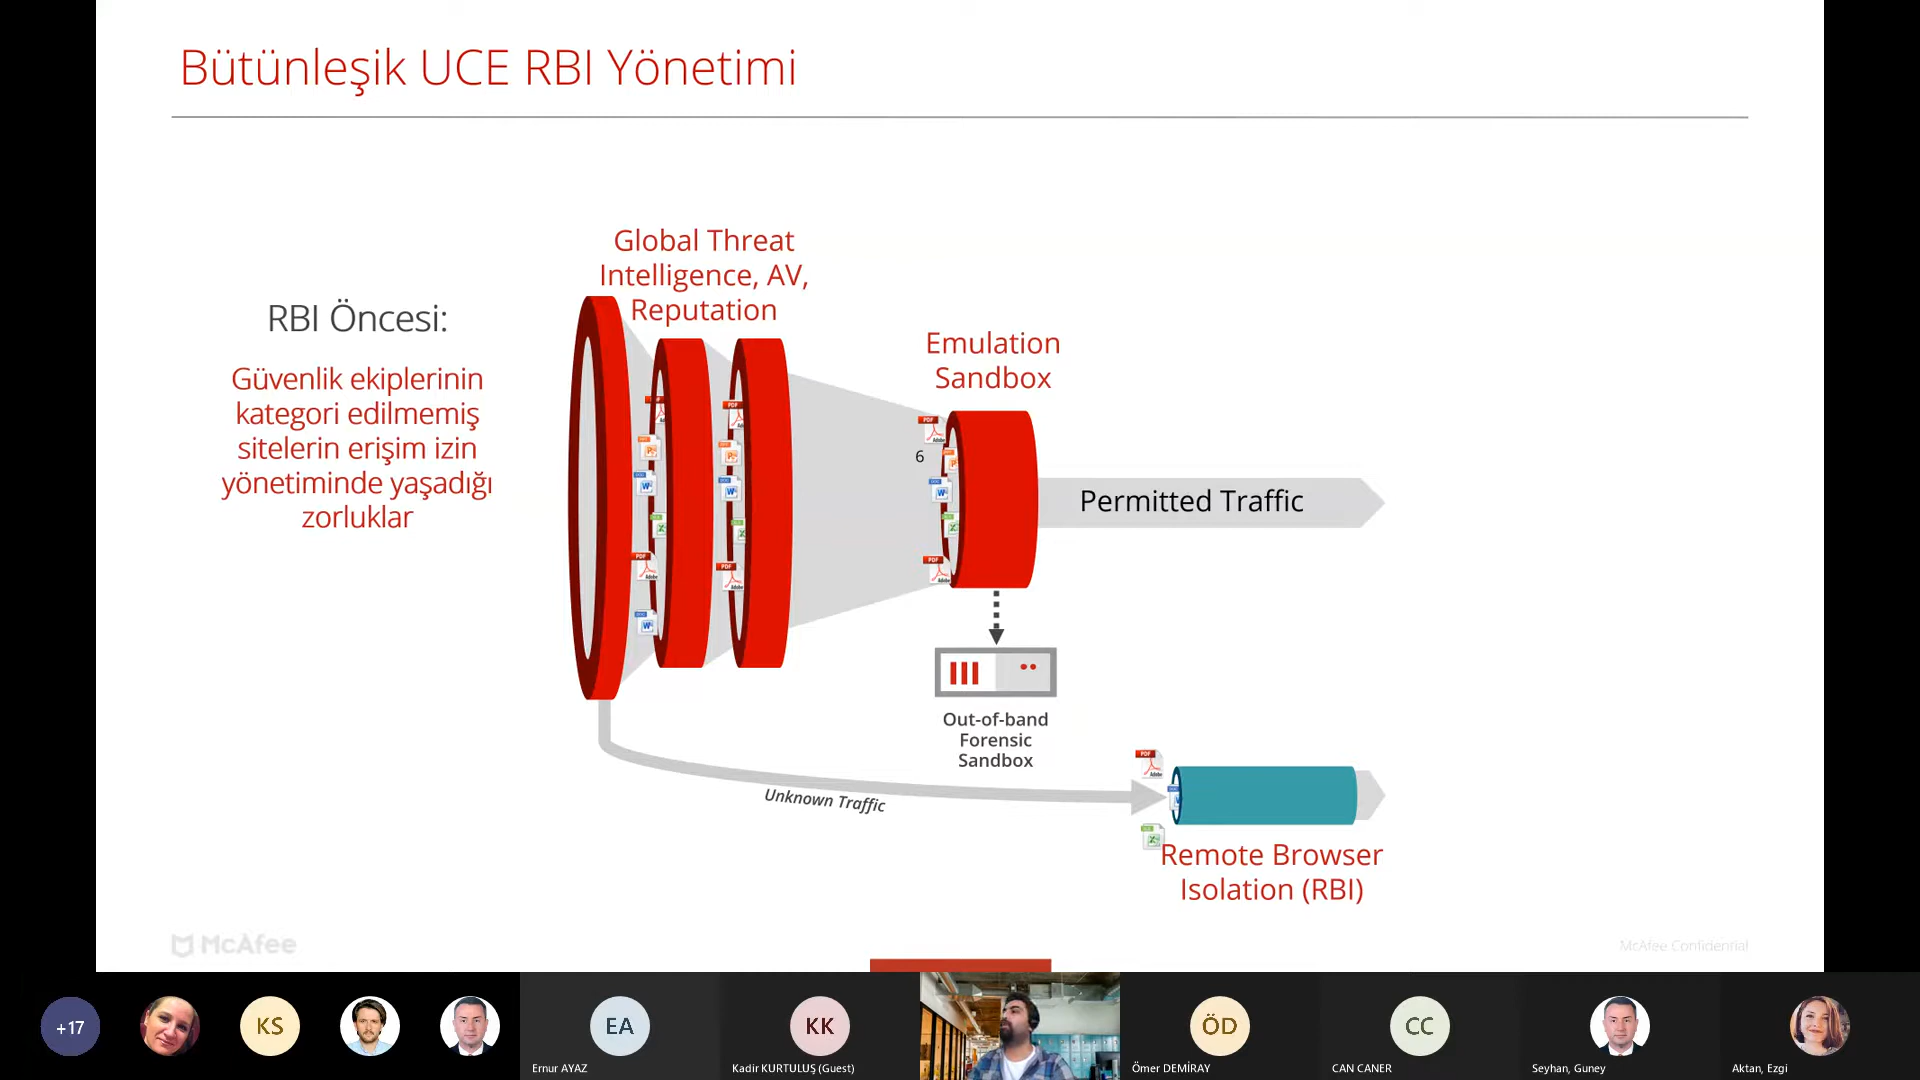 Bütünleşik UCE RBI Yönetimi
RBI Öncesi:
Güvenlik ekiplerinin
kategori edilmemiş
sitelerin erişim izin
yönetiminde yaşadığı
zorluklar
Global Threat
Intelligence, AV,
Reputation
Emulation
Sandbox
6
Permitted Traffic
Out-of-band
Forensic
Sandbox
Unknown Traffic
Remote Browser
Isolation (RBI)
McAfee
McAfee Confidential
+17
KS
EA
Ernur AYAZ
KK
Kadir KURTULUŞ (Guest)
ÖD
Ömer DEMİRAY
CC
CAN CANER
Seyhan, Guney
Aktan, Ezgi